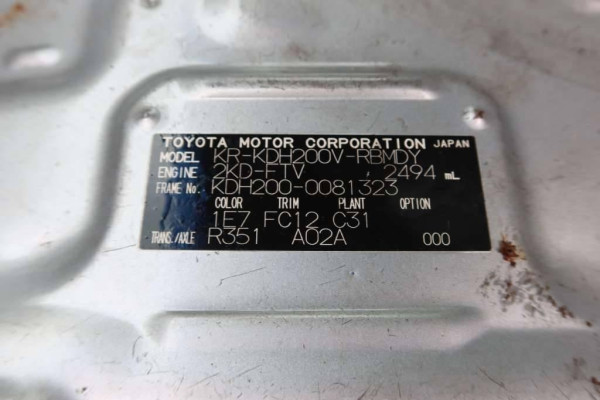 TOYOTA MOTOR CORPORATION JAPAN
MODEL KR-KDH200V-RBMDY
ENGINE 2KD-FTV , 2494 mL
FRAME No. KDH200-0081323
COLOR TRIM PLANT OPTION
1E7 FC12 C31
TRANS./AXLE R351 A02A 000